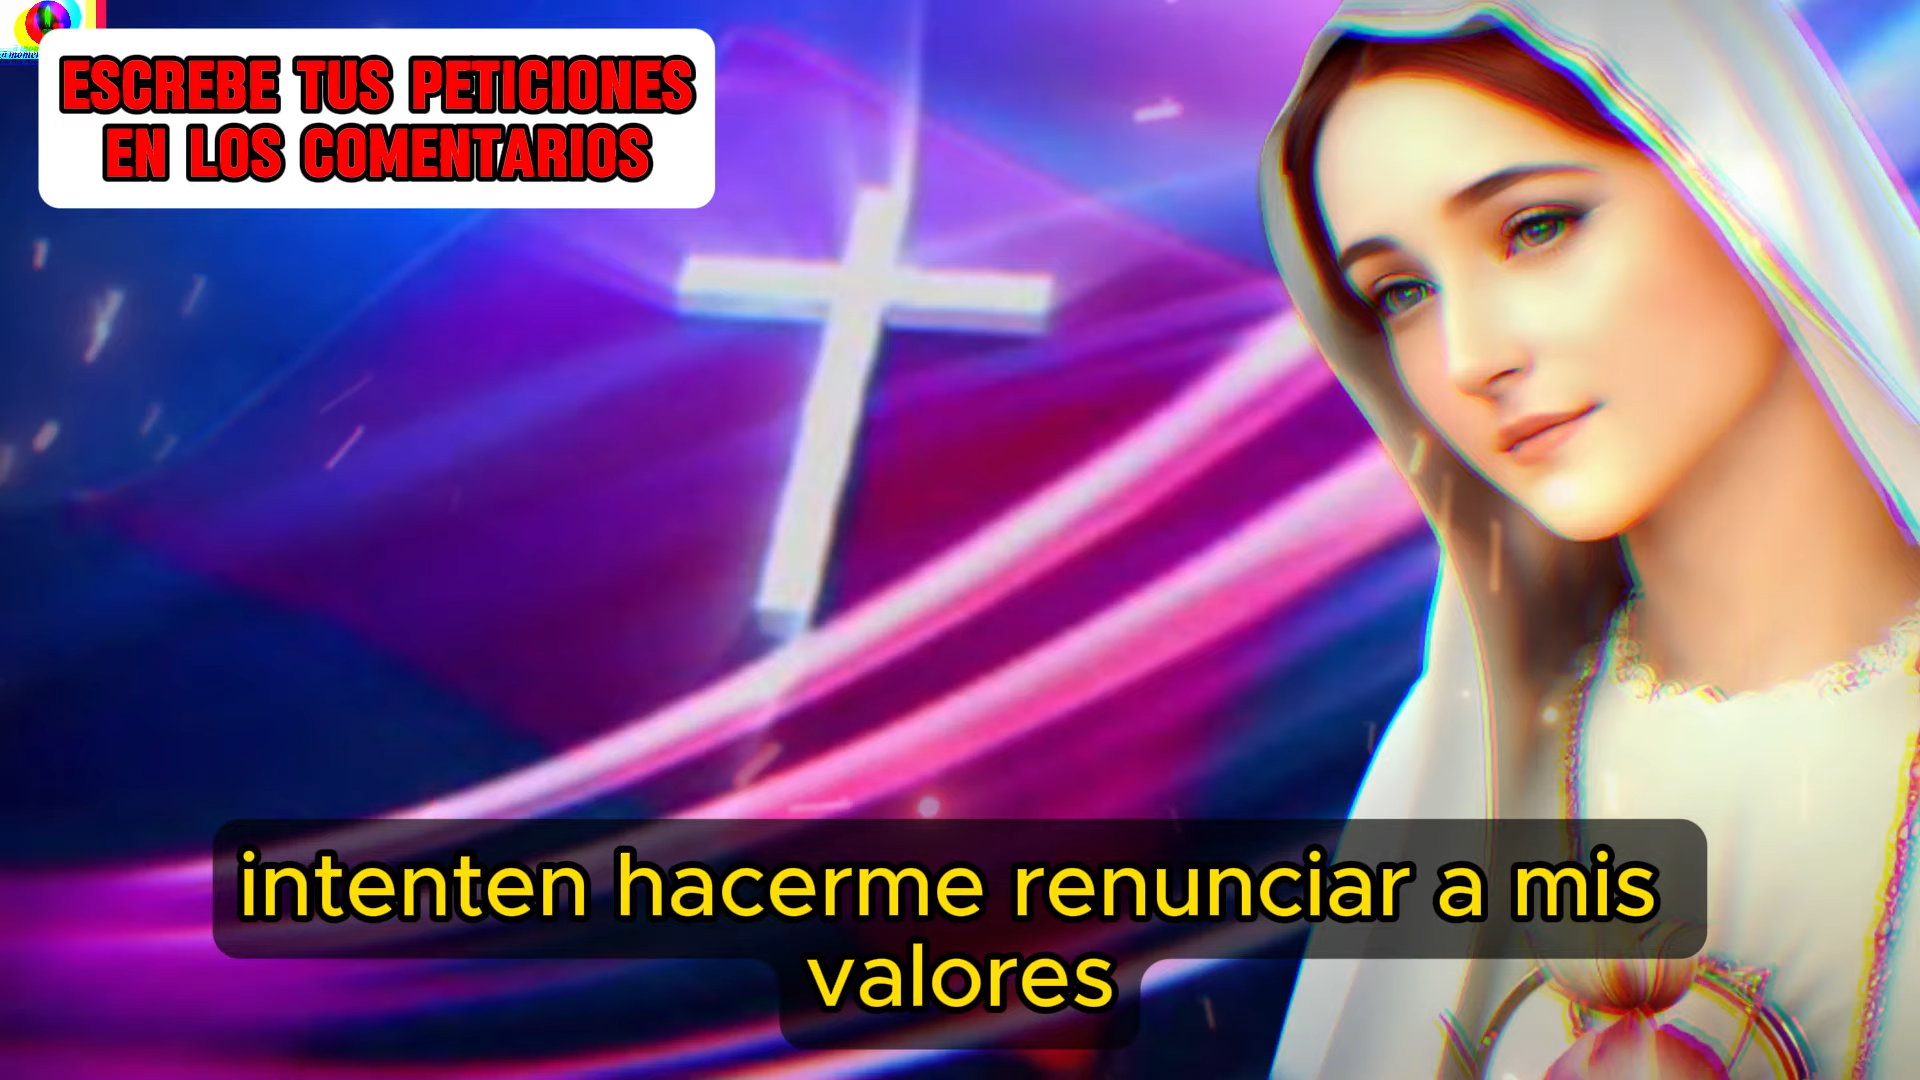 ESCREBE TUS PETICIONES
EN LOS COMENTARIOS
intenten hacerme renunciar a mis
valores